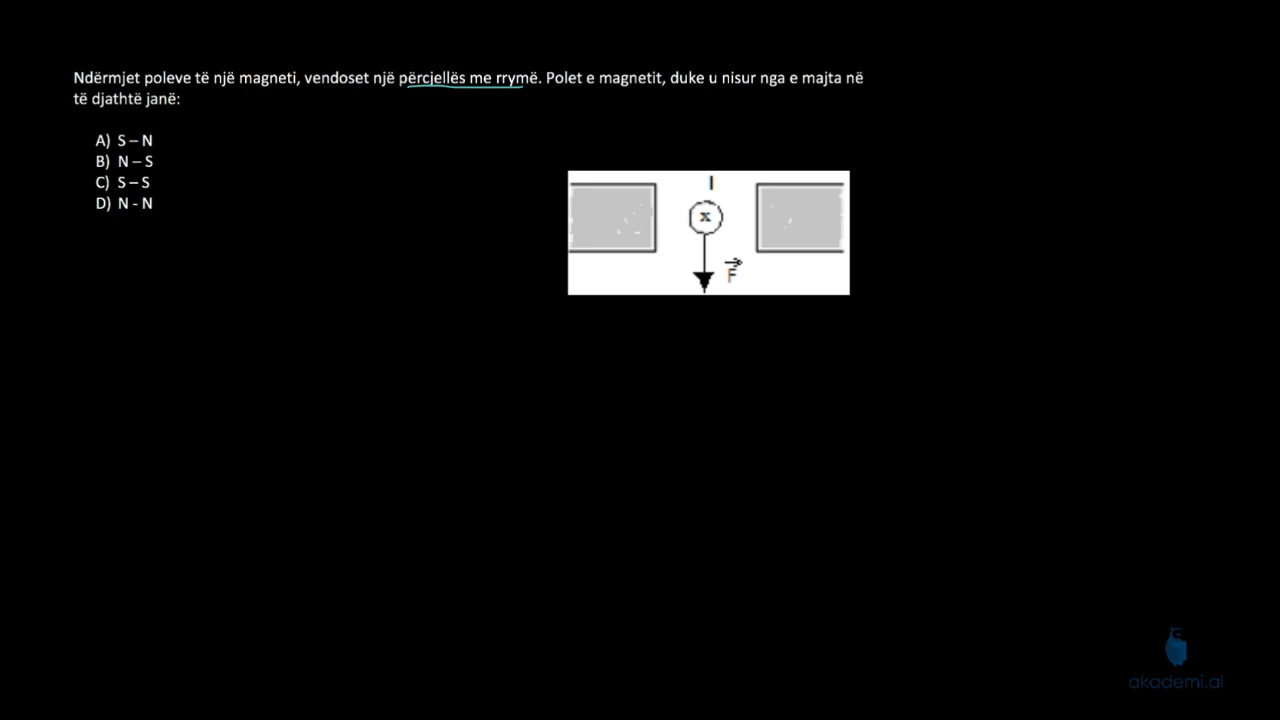 Ndërmjet poleve të një magneti, vendoset një përcjellës me rrymë. Polet e magnetit, duke u nisur nga e majta në
të djathtë janë:
A) S – N
B) N – S
C) S – S
D) N - N
I
x
F
akademi.al